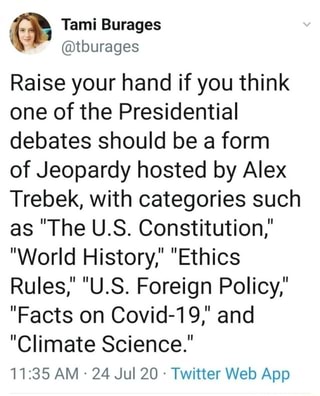 Tami Burages
@tburages
Raise your hand if you think
one of the Presidential
debates should be a form
of Jeopardy hosted by Alex
Trebek, with categories such
as "The U.S. Constitution,"
"World History," "Ethics
Rules," "U.S. Foreign Policy,"
"Facts on Covid-19," and
"Climate Science."
11:35 AM · 24 Jul 20 · Twitter Web App